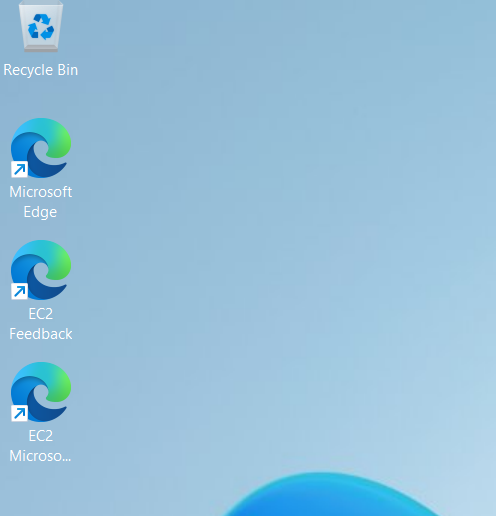 Recycle Bin
Microsoft
Edge
EC2
Feedback
EC2
Microso...